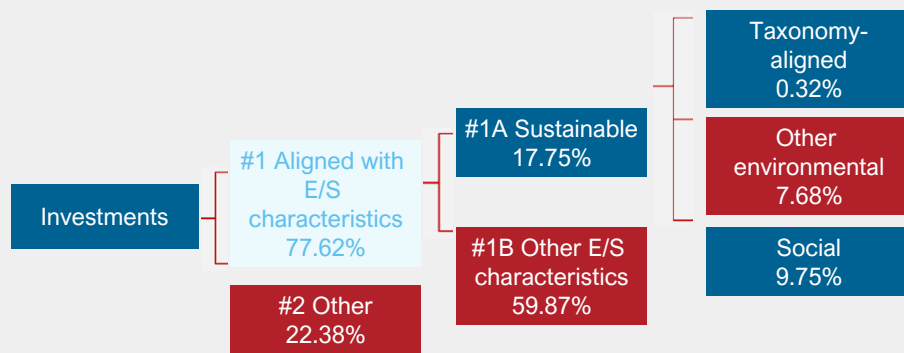 Investments
#1 Aligned with
E/S
characteristics
77.62%
#2 Other
22.38%
#1A Sustainable
17.75%
#1B Other E/S
characteristics
59.87%
Taxonomy-
aligned
0.32%
Other
environmental
7.68%
Social
9.75%